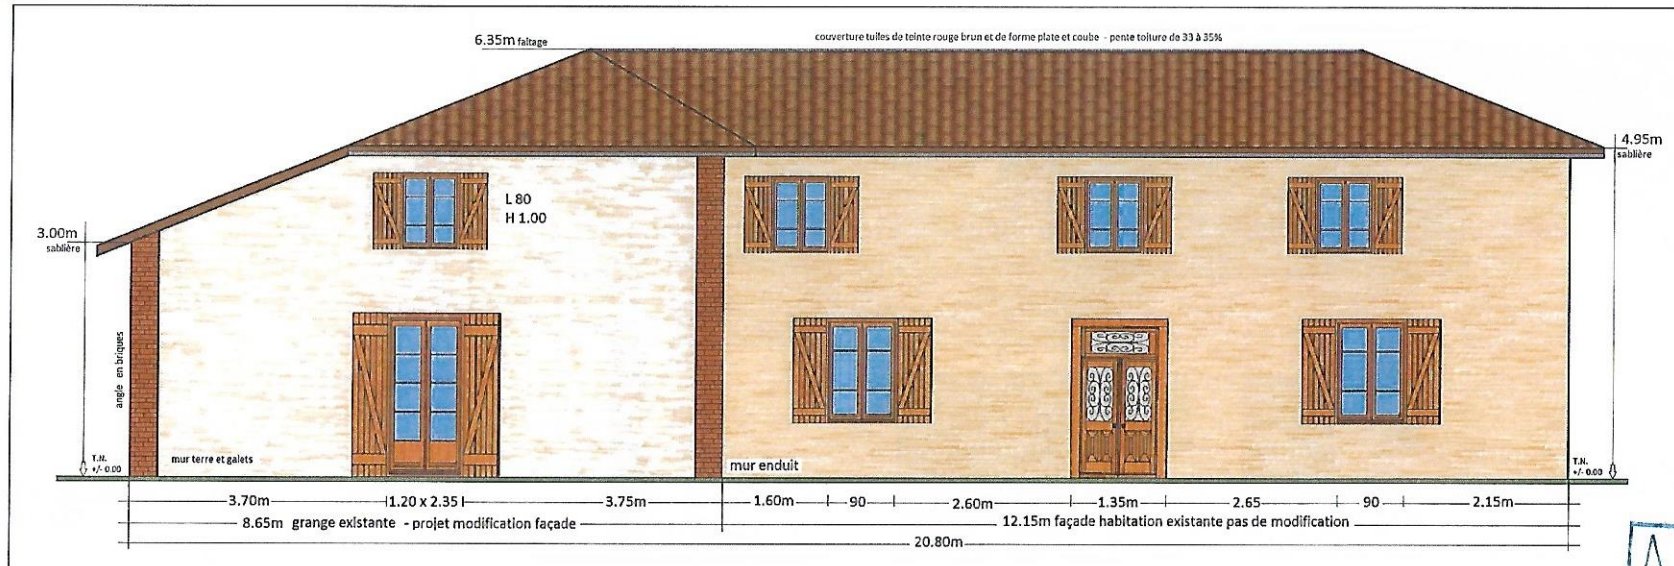 couverture tuiles de teinte rouge brun et de forme plate et coube - pente toiture de 33 à 35%
6.35m faîtage
4.95m
sablière
L 80
H 1.00
3.00m
sablière
angle en briques
T.N.
+/- 0.00
mur terre et galets
mur enduit
T.N.
+/- 0.00
3.70m 1.20 x 2.35 3.75m 1.60m 90 2.60m 1.35m 2.65 90 2.15m
8.65m grange existante - projet modification façade 12.15m façade habitation existante pas de modification
20.80m